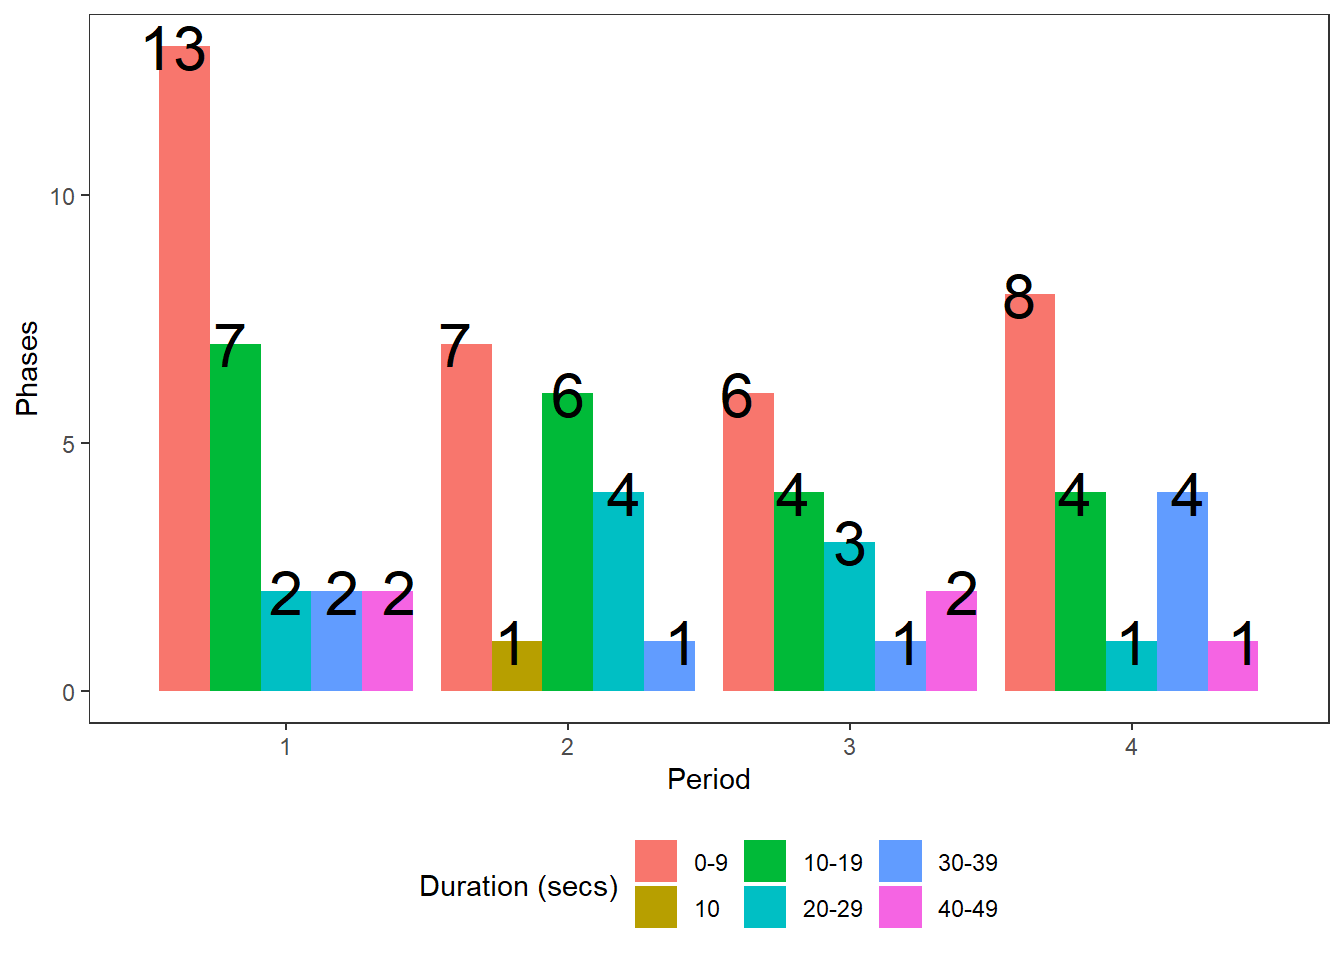 13
8
7 7
6 6
4 4 4 4
3
2 2 2 2
1 1 1 1 1
10
5
0
Phases
1 2 3 4
Period
Duration (secs)
0-9 10-19 30-39
10 20-29 40-49